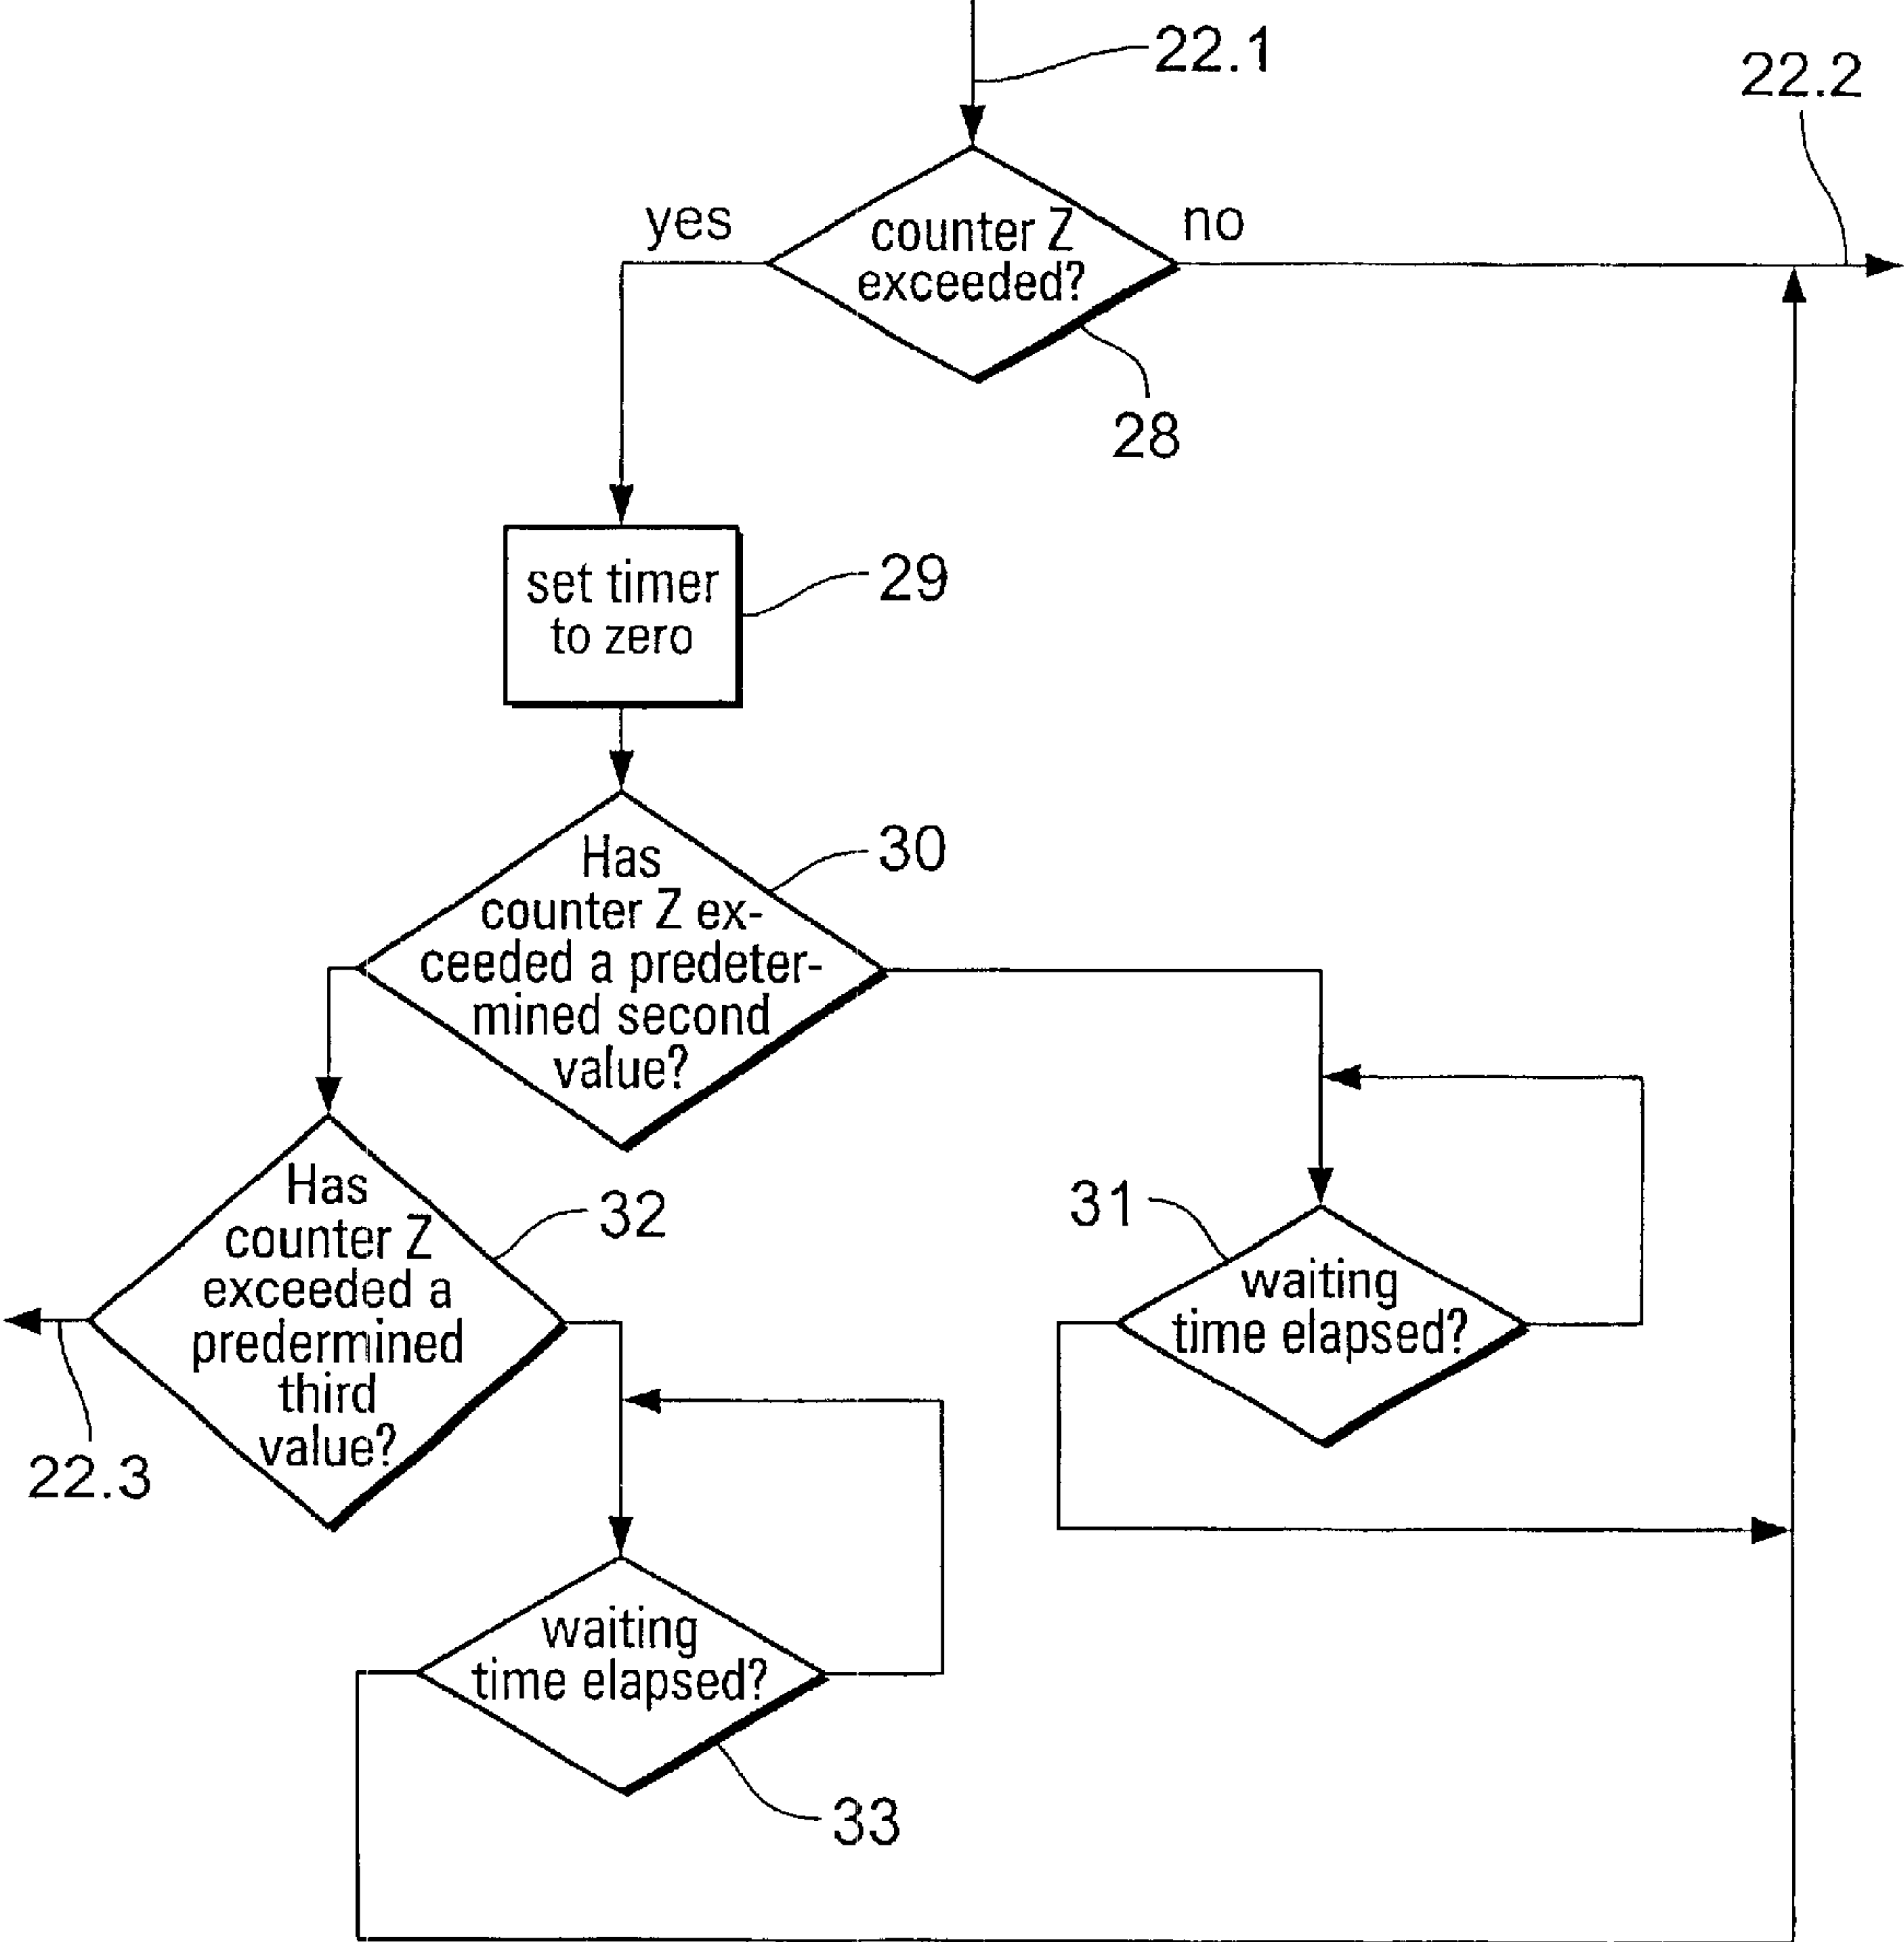 22.1
22.2
yes
counter Z
exceeded?
no
28
set timer
to zero
29
Has
counter Z ex-
ceeded a predeter-
mined second
value?
30
Has
counter Z
exceeded a
predermined
third
value?
32
31
waiting
time elapsed?
22.3
waiting
time elapsed?
33